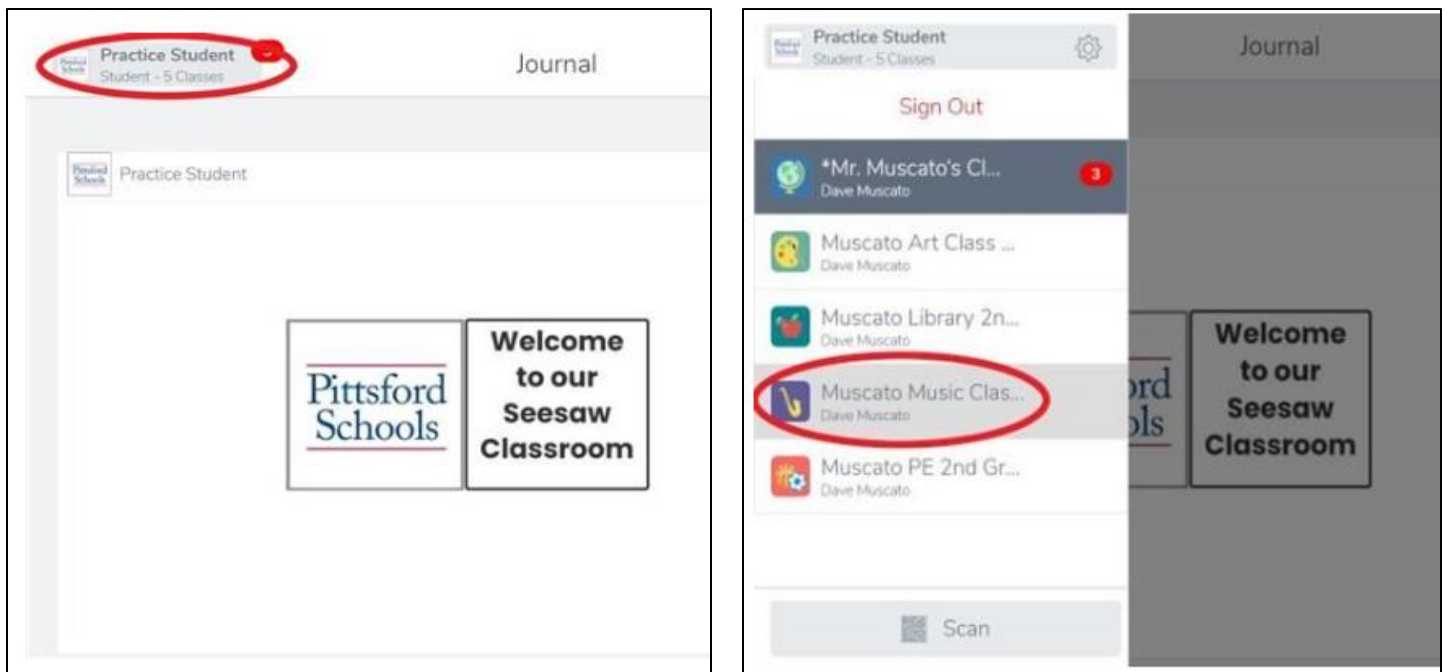 Practice Student
Student - 5 Classes
Journal
Practice Student
Pittsford
Schools
Welcome
to our
Seesaw
Classroom
Practice Student
Student - 5 Classes
Journal
Sign Out
*Mr. Muscato's Cl...
3
Dave Muscato
Muscato Art Class ...
Dave Muscato
Muscato Library 2n...
Dave Muscato
Muscato Music Clas...
Dave Muscato
Muscato PE 2nd Gr...
Dave Muscato
Scan
ord
ols
Welcome
to our
Seesaw
Classroom